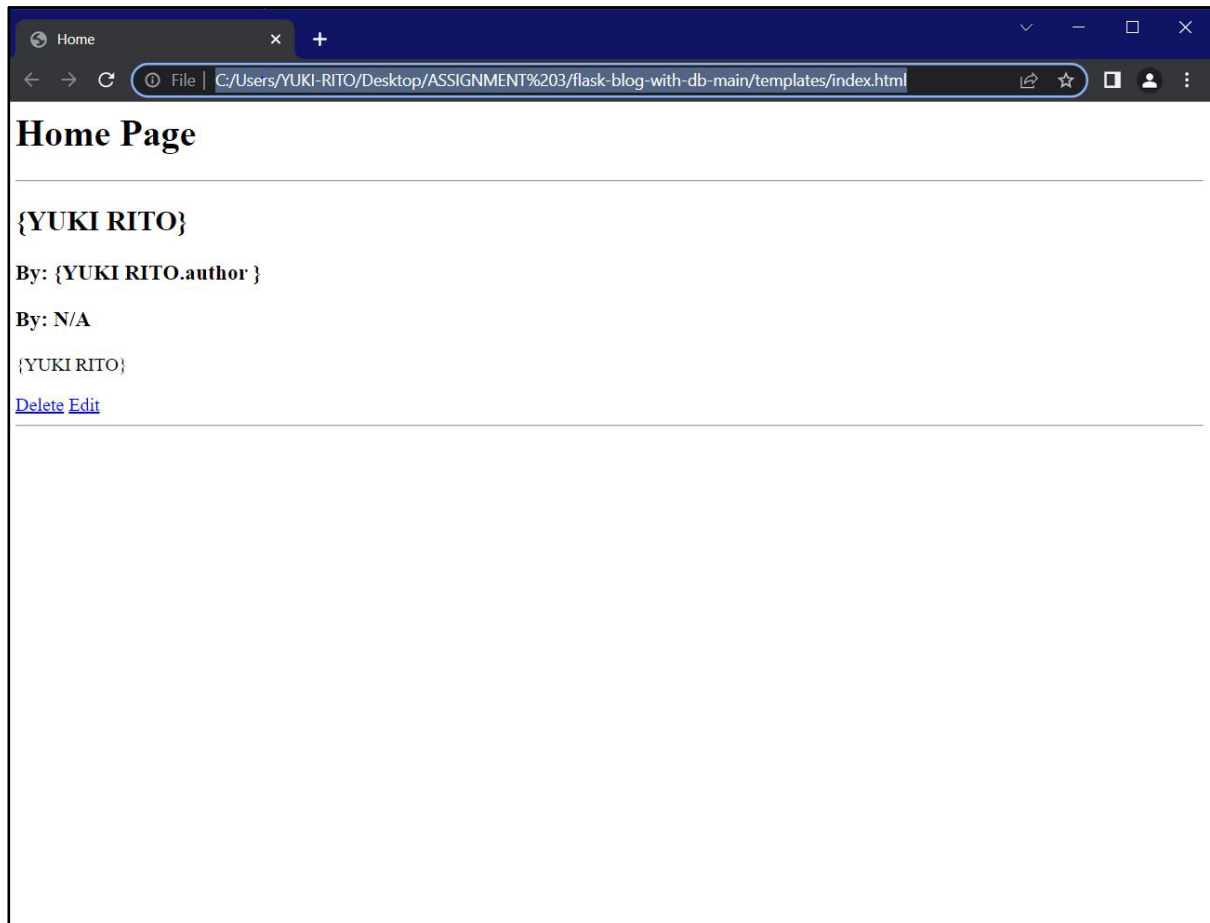 Home
File | C:/Users/YUKI-RITO/Desktop/ASSIGNMENT%203/flask-blog-with-db-main/templates/index.html
Home Page
{YUKI RITO}
By: {YUKI RITO.author }
By: N/A
{YUKI RITO}
Delete Edit